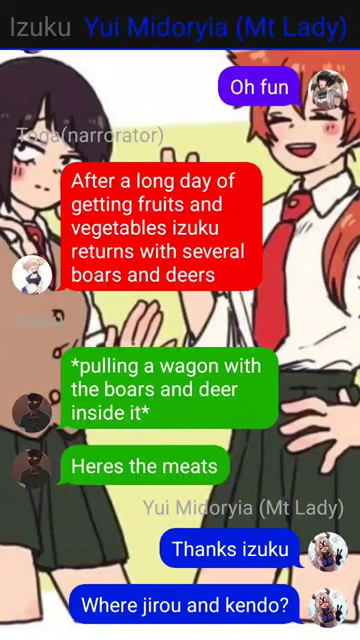 Izuku Yui Midoryia (Mt Lady)
Oh fun
Toga(narrorator)
After a long day of
getting fruits and
vegetables izuku
returns with several
boars and deers
Izuku
*pulling a wagon with
the boars and deer
inside it*
Heres the meats
Yui Midoryia (Mt Lady)
Thanks izuku
Where jirou and kendo?